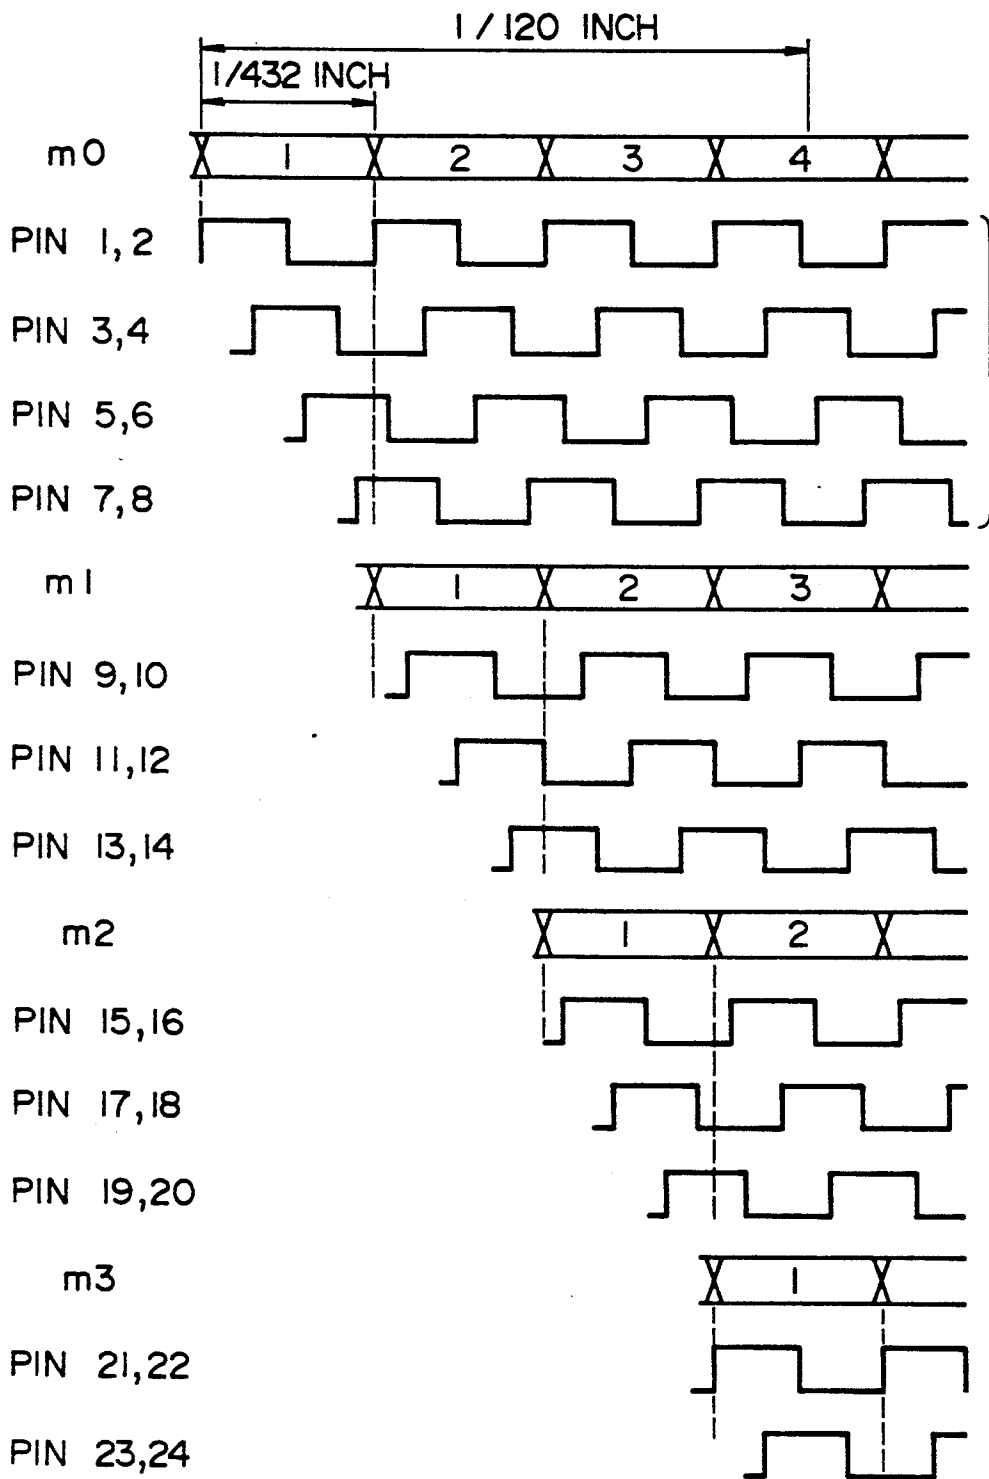 1/120 INCH
1/432 INCH
m0 1 2 3 4
PIN 1,2
PIN 3,4
PIN 5,6
PIN 7,8
m1 1 2 3
PIN 9,10
PIN 11,12
PIN 13,14
m2 1 2
PIN 15,16
PIN 17,18
PIN 19,20
m3 1
PIN 21,22
PIN 23,24